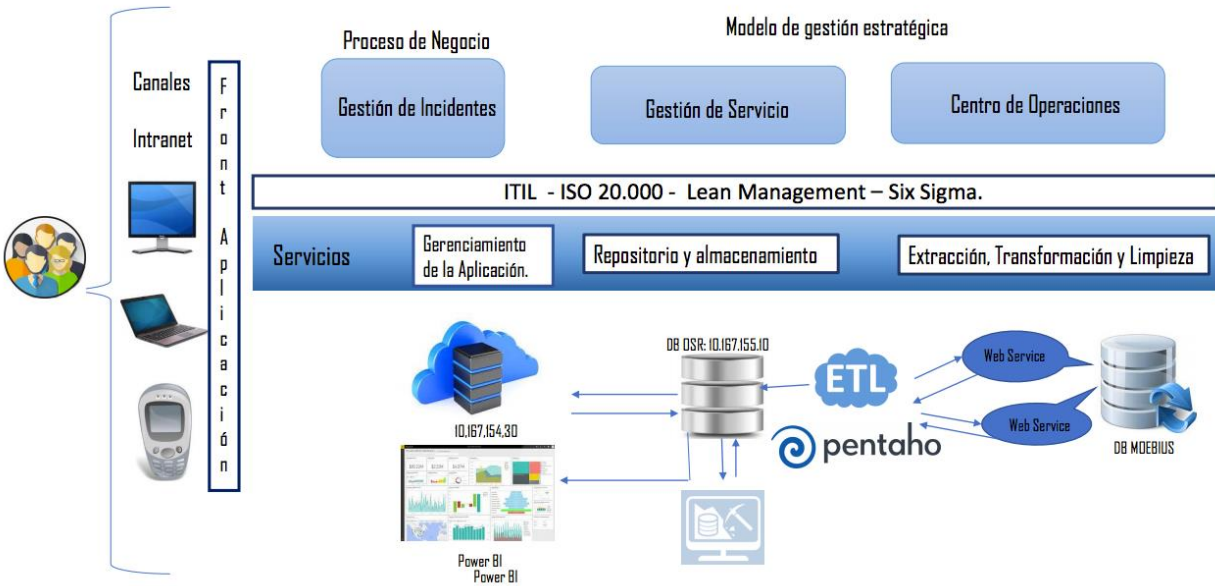 Proceso de Negocio
Modelo de gestión estratégica
Canales
Intranet
Front Aplicación
Gestión de Incidentes
Gestión de Servicio
Centro de Operaciones
ITIL - ISO 20.000 - Lean Management – Six Sigma.
Servicios
Gerenciamiento
de la Aplicación.
Repositorio y almacenamiento
Extracción, Transformación y Limpieza
DB OSR: 10.167.155.10
ETL
Web Service
Web Service
10,167,154,30
pentaho
DB MOEBIUS
Power BI
Power BI